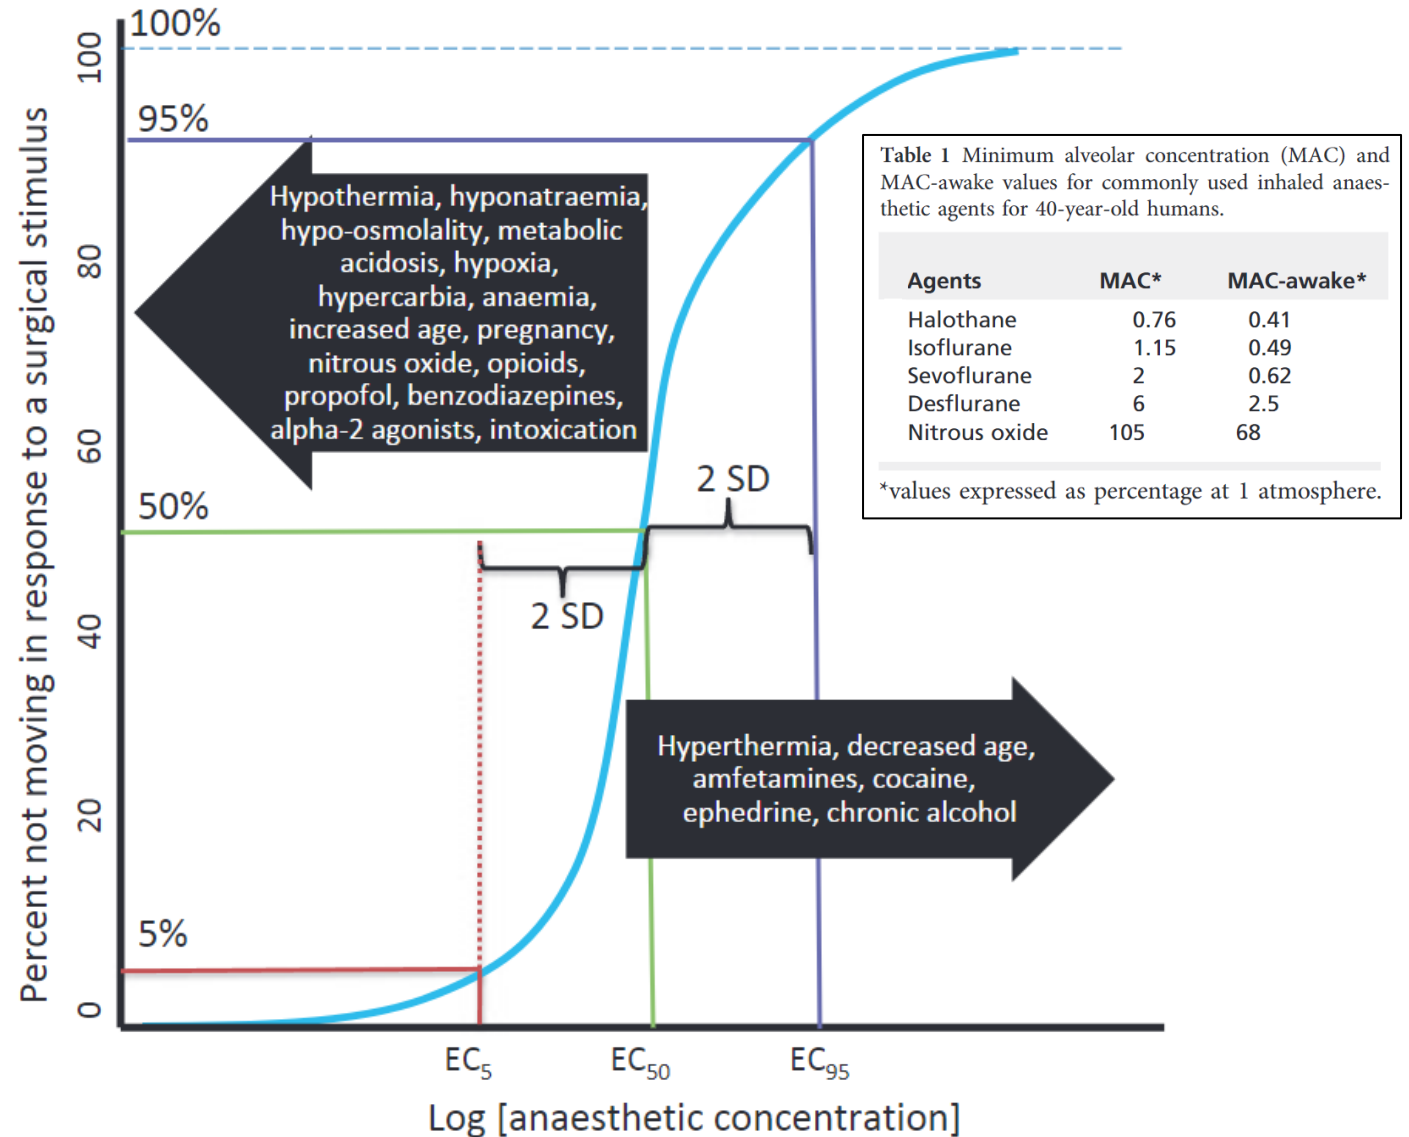 100%
95%
50%
5%
Percent not moving in response to a surgical stimulus
100
80
60
40
20
0
Hypothermia, hyponatraemia,
hypo-osmolality, metabolic
acidosis, hypoxia,
hypercarbia, anaemia,
increased age, pregnancy,
nitrous oxide, opioids,
propofol, benzodiazepines,
alpha-2 agonists, intoxication
2 SD
2 SD
Hyperthermia, decreased age,
amfetamines, cocaine,
ephedrine, chronic alcohol
EC5 EC50 EC95
Log [anaesthetic concentration]
Table 1 Minimum alveolar concentration (MAC) and
MAC-awake values for commonly used inhaled anaes-
thetic agents for 40-year-old humans.
Agents MAC* MAC-awake*
Halothane 0.76 0.41
Isoflurane 1.15 0.49
Sevoflurane 2 0.62
Desflurane 6 2.5
Nitrous oxide 105 68
*values expressed as percentage at 1 atmosphere.